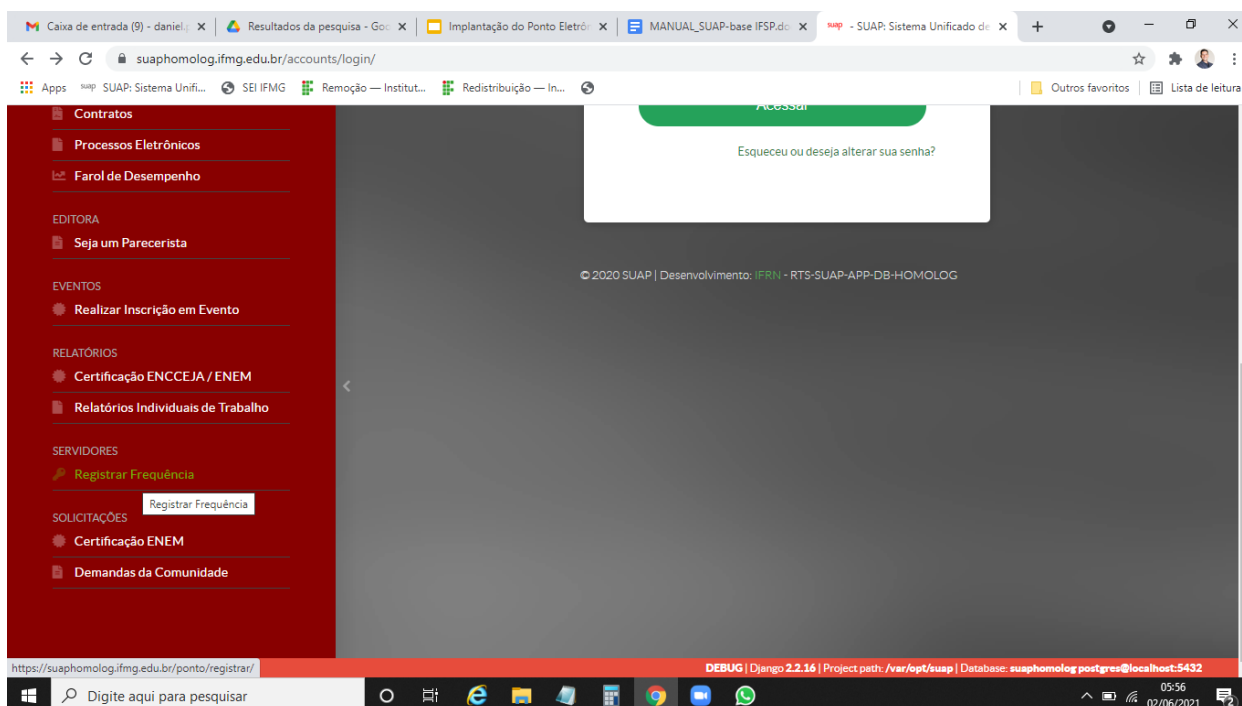 Caixa de entrada (9) - daniel.p
Resultados da pesquisa - Goo
Implantação do Ponto Eletrôn
MANUAL_SUAP-base IFSP.do
suap - SUAP: Sistema Unificado de
suaphomolog.ifmg.edu.br/accounts/login/
Apps suap SUAP: Sistema Unifi... SEI IFMG Remoção — Institut... Redistribuição — In... Outros favoritos Lista de leitura
Contratos
Processos Eletrônicos
Farol de Desempenho
EDITORA
Seja um Parecerista
EVENTOS
Realizar Inscrição em Evento
RELATÓRIOS
Certificação ENCCEJA / ENEM
Relatórios Individuais de Trabalho
SERVIDORES
Registrar Frequência
Registrar Frequência
SOLICITAÇÕES
Certificação ENEM
Demandas da Comunidade
Acessar
Esqueceu ou deseja alterar sua senha?
© 2020 SUAP | Desenvolvimento: IFRN - RTS-SUAP-APP-DB-HOMOLOG
https://suaphomolog.ifmg.edu.br/ponto/registrar/
DEBUG | Django 2.2.16 | Project path: /var/opt/suap | Database: suaphomolog postgres@localhost:5432
Digite aqui para pesquisar
05:56
02/06/2021